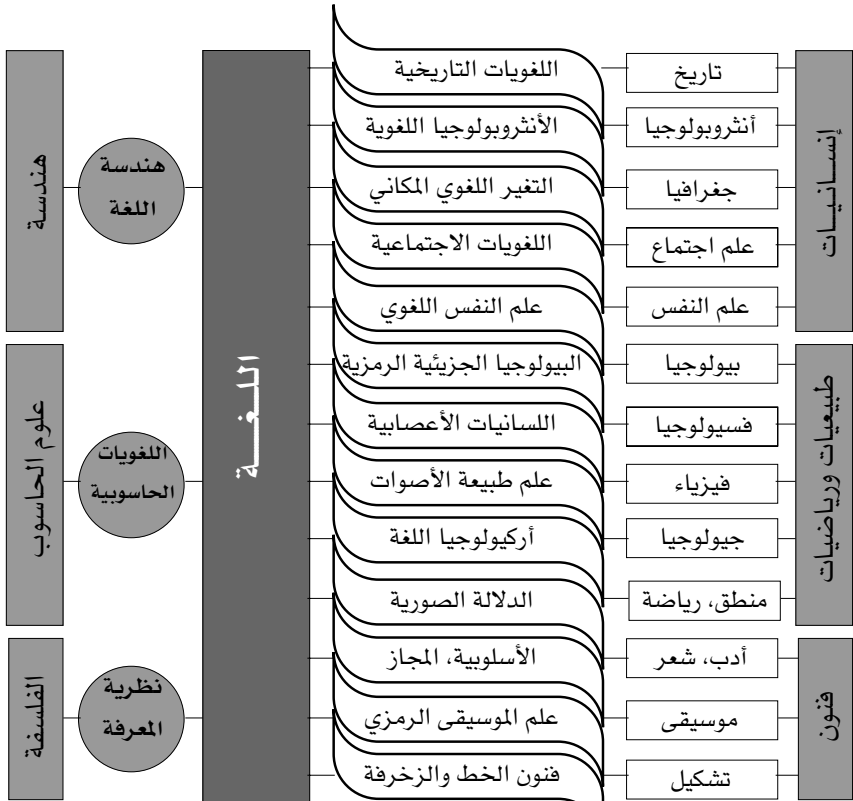 إنسانيات
تاريخ
أنثروبولوجيا
جغرافيا
علم اجتماع
علم النفس
طبيعيات ورياضيات
بيولوجيا
فسيولوجيا
فيزياء
جيولوجيا
منطق، رياضة
فنون
أدب، شعر
موسيقى
تشكيل
اللغويات التاريخية
الأنثروبولوجيا اللغوية
التغير اللغوي المكاني
اللغويات الاجتماعية
علم النفس اللغوي
البيولوجيا الجزيئية الرمزية
اللسانيات الأعصابية
علم طبيعة الأصوات
أركيولوجيا اللغة
الدلالة الصورية
الأسلوبية، المجاز
علم الموسيقى الرمزي
فنون الخط والزخرفة
اللغة
هندسة
اللغة
اللغويات
الحاسوبية
نظرية
المعرفة
هندسة
علوم الحاسوب
الفلسفة